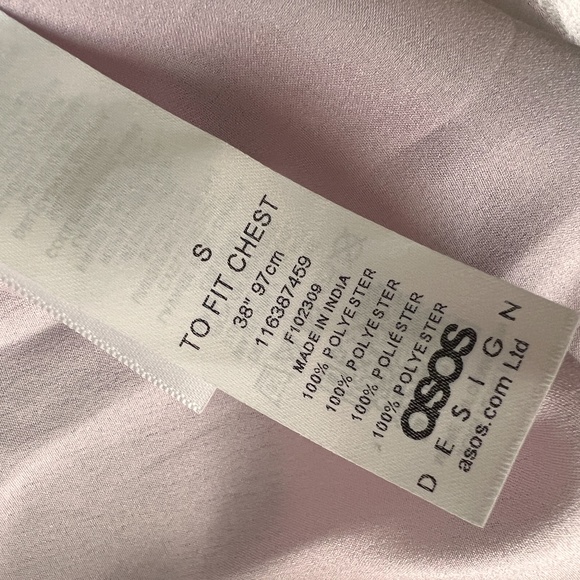 S
TO FIT CHEST
38" 97cm
116387459
F102309
MADE IN INDIA
100% POLYESTER
100% POLYESTER
100% POLIÉSTER
100% POLYESTER
asos
DESIGN
asos.com Ltd